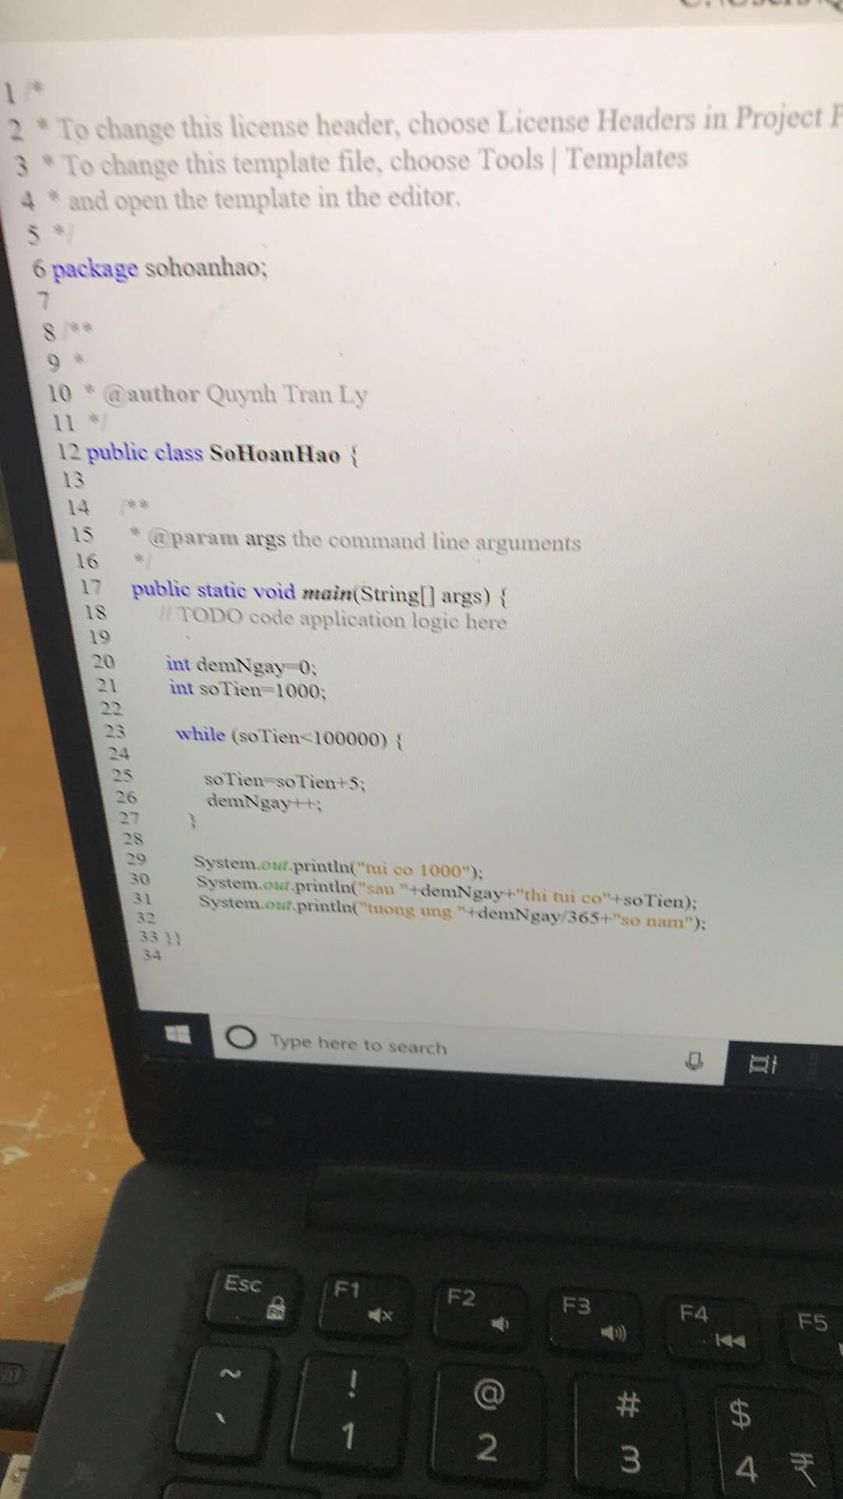 1 /*
2 * To change this license header, choose License Headers in Project
3 * To change this template file, choose Tools | Templates
4 * and open the template in the editor.
5 */
6 package sohoanhao;
7
8 /**
9 *
10 * @author Quynh Tran Ly
11 */
12 public class SoHoanHao {
13
14 /**
15 * @param args the command line arguments
16 */
17 public static void main(String[] args) {
18 // TODO code application logic here
19
20 int demNgay=0;
21 int soTien=1000;
22
23 while (soTien<100000) {
24
25 soTien=soTien+5;
26 demNgay++;
27 }
28
29 System.out.println("tui co 1000");
30 System.out.println("sau "+demNgay+"thi tui co"+soTien);
31 System.out.println("tuong ung "+demNgay/365+"so nam");
32
33 }}
34
Type here to search
Esc F1 F2 F3 F4 F5
~ ! @ # $
` 1 2 3 4 ₹